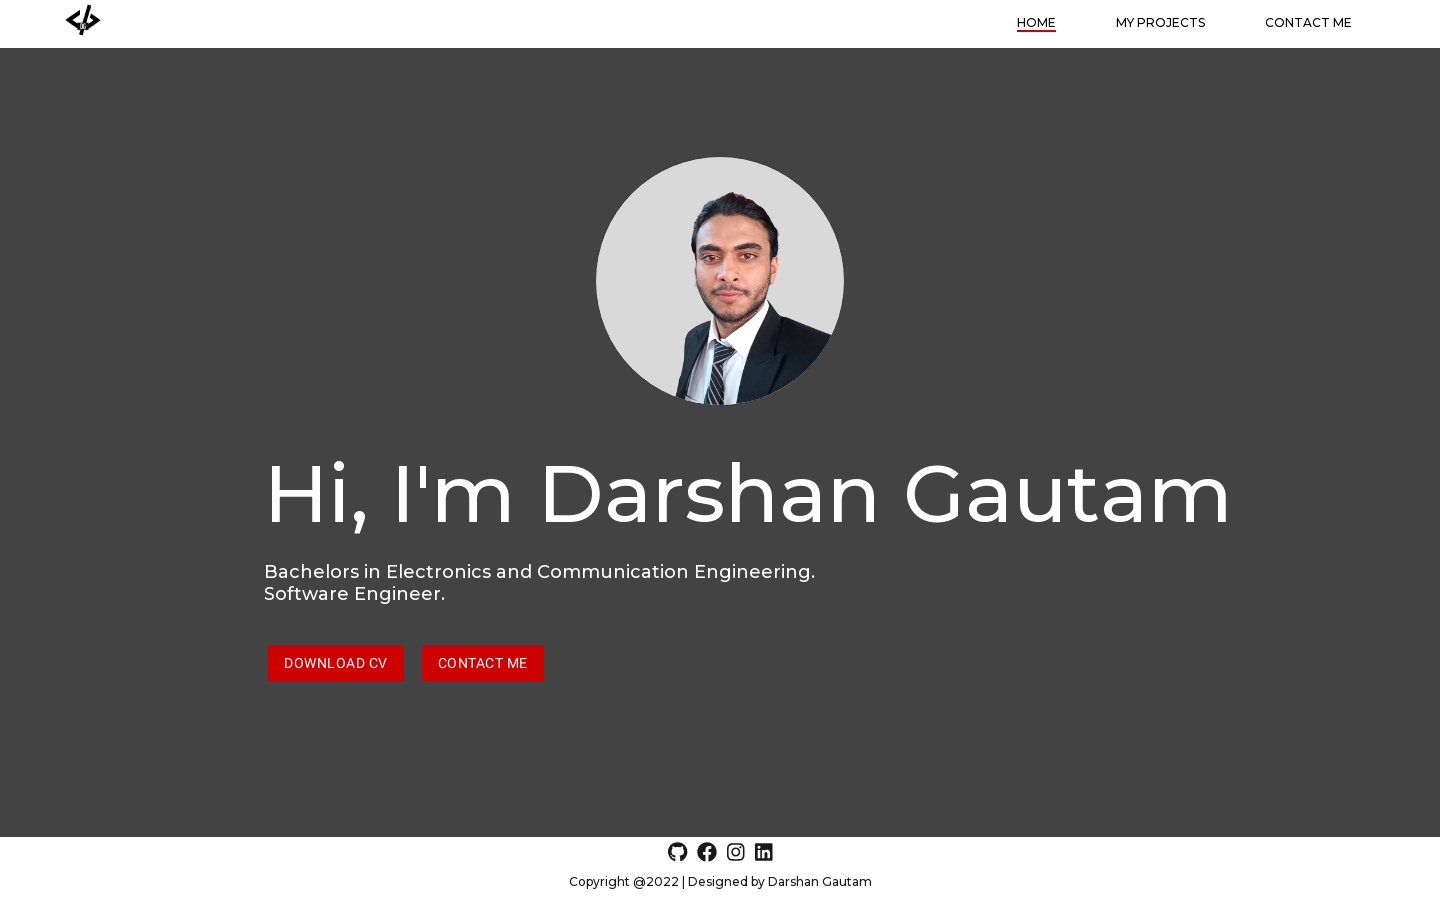 HOME
MY PROJECTS
CONTACT ME
Hi, I'm Darshan Gautam
Bachelors in Electronics and Communication Engineering.
Software Engineer.
DOWNLOAD CV
CONTACT ME
Copyright @2022 | Designed by Darshan Gautam